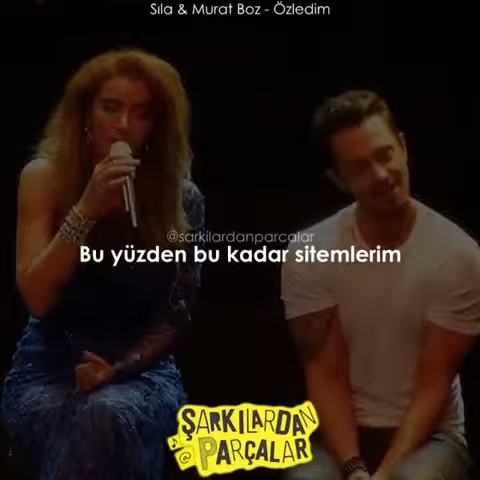 Sıla & Murat Boz - Özledim
@sarkilardanparcalar
Bu yüzden bu kadar sitemlerim
ŞARKILARDAN
@ PARÇALAR